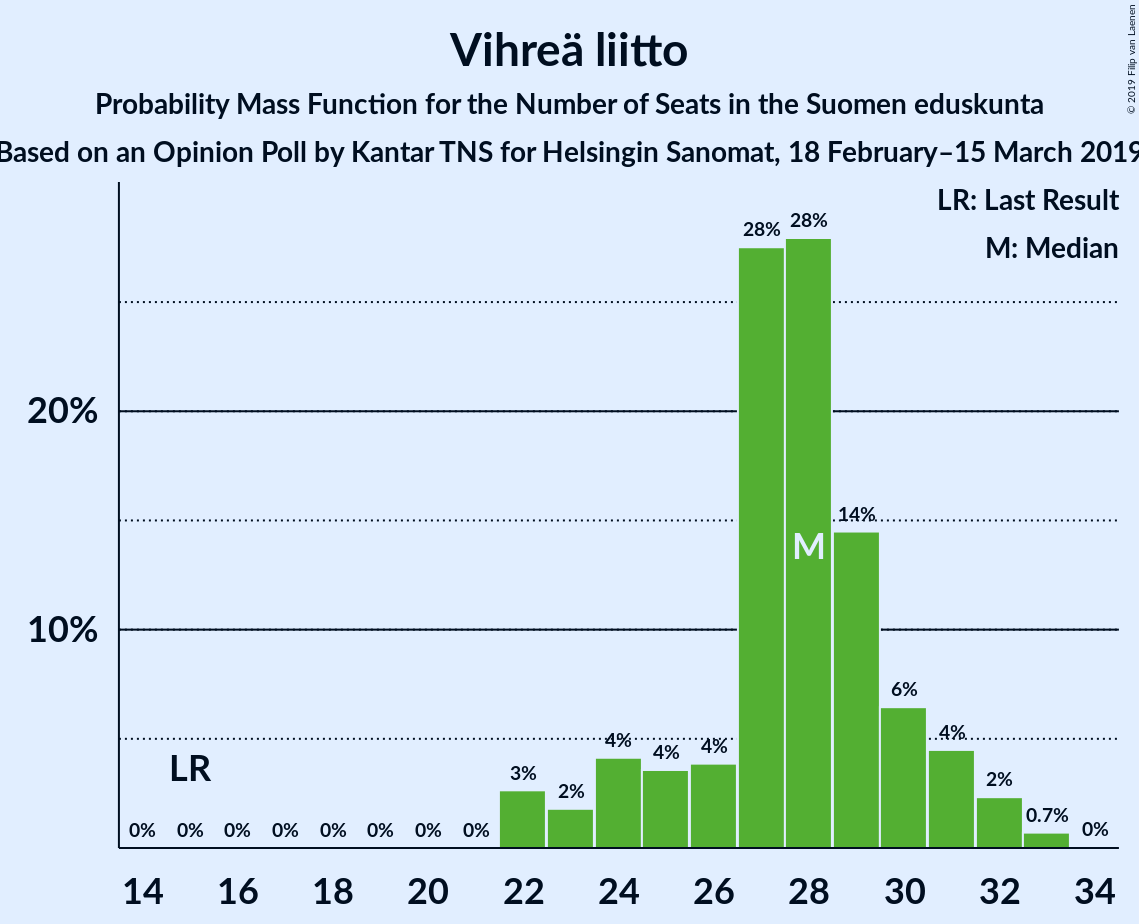 Vihreä liitto
Probability Mass Function for the Number of Seats in the Suomen eduskunta
Based on an Opinion Poll by Kantar TNS for Helsingin Sanomat, 18 February–15 March 2019
© 2019 Filip van Laenen
LR: Last Result
M: Median
28% 28%
20%
14%
M
10%
6%
4% 4% 4% 4%
LR
3% 2% 2%
0.7%
0% 0% 0% 0% 0% 0% 0% 0% 0%
14 16 18 20 22 24 26 28 30 32 34